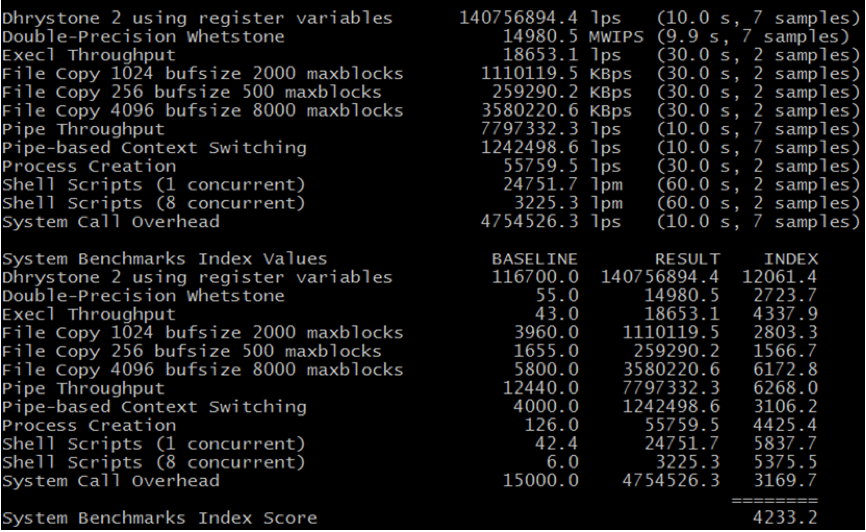 Dhrystone 2 using register variables 140756894.4 lps (10.0 s, 7 samples)
Double-Precision Whetstone 14980.5 MWIPS (9.9 s, 7 samples)
Execl Throughput 18653.1 lps (30.0 s, 2 samples)
File Copy 1024 bufsize 2000 maxblocks 1110119.5 KBps (30.0 s, 2 samples)
File Copy 256 bufsize 500 maxblocks 259290.2 KBps (30.0 s, 2 samples)
File Copy 4096 bufsize 8000 maxblocks 3580220.6 KBps (30.0 s, 2 samples)
Pipe Throughput 7797332.3 lps (10.0 s, 7 samples)
Pipe-based Context Switching 1242498.6 lps (10.0 s, 7 samples)
Process Creation 55759.5 lps (30.0 s, 2 samples)
Shell Scripts (1 concurrent) 24751.7 lpm (60.0 s, 2 samples)
Shell Scripts (8 concurrent) 3225.3 lpm (60.0 s, 2 samples)
System Call Overhead 4754526.3 lps (10.0 s, 7 samples)
System Benchmarks Index Values BASELINE RESULT INDEX
Dhrystone 2 using register variables 116700.0 140756894.4 12061.4
Double-Precision Whetstone 55.0 14980.5 2723.7
Execl Throughput 43.0 18653.1 4337.9
File Copy 1024 bufsize 2000 maxblocks 3960.0 1110119.5 2803.3
File Copy 256 bufsize 500 maxblocks 1655.0 259290.2 1566.7
File Copy 4096 bufsize 8000 maxblocks 5800.0 3580220.6 6172.8
Pipe Throughput 12440.0 7797332.3 6268.0
Pipe-based Context Switching 4000.0 1242498.6 3106.2
Process Creation 126.0 55759.5 4425.4
Shell Scripts (1 concurrent) 42.4 24751.7 5837.7
Shell Scripts (8 concurrent) 6.0 3225.3 5375.5
System Call Overhead 15000.0 4754526.3 3169.7
========
System Benchmarks Index Score 4233.2